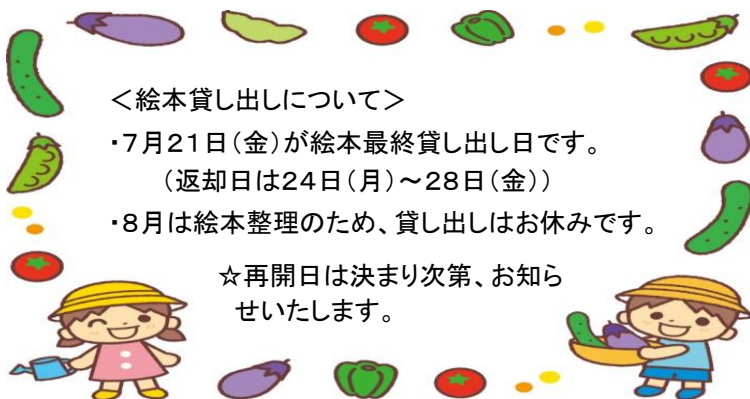 ＜絵本貸し出しについて＞
・７月２１日（金）が絵本最終貸し出し日です。
（返却日は２４日（月）～２８日（金））
・８月は絵本整理のため、貸し出しはお休みです。
☆再開日は決まり次第、お知ら
せいたします。